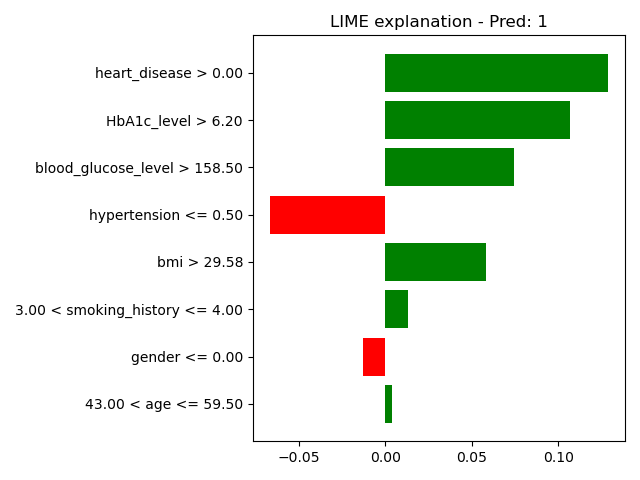 LIME explanation - Pred: 1
heart_disease > 0.00
HbA1c_level > 6.20
blood_glucose_level > 158.50
hypertension <= 0.50
bmi > 29.58
3.00 < smoking_history <= 4.00
gender <= 0.00
43.00 < age <= 59.50
−0.05 0.00 0.05 0.10